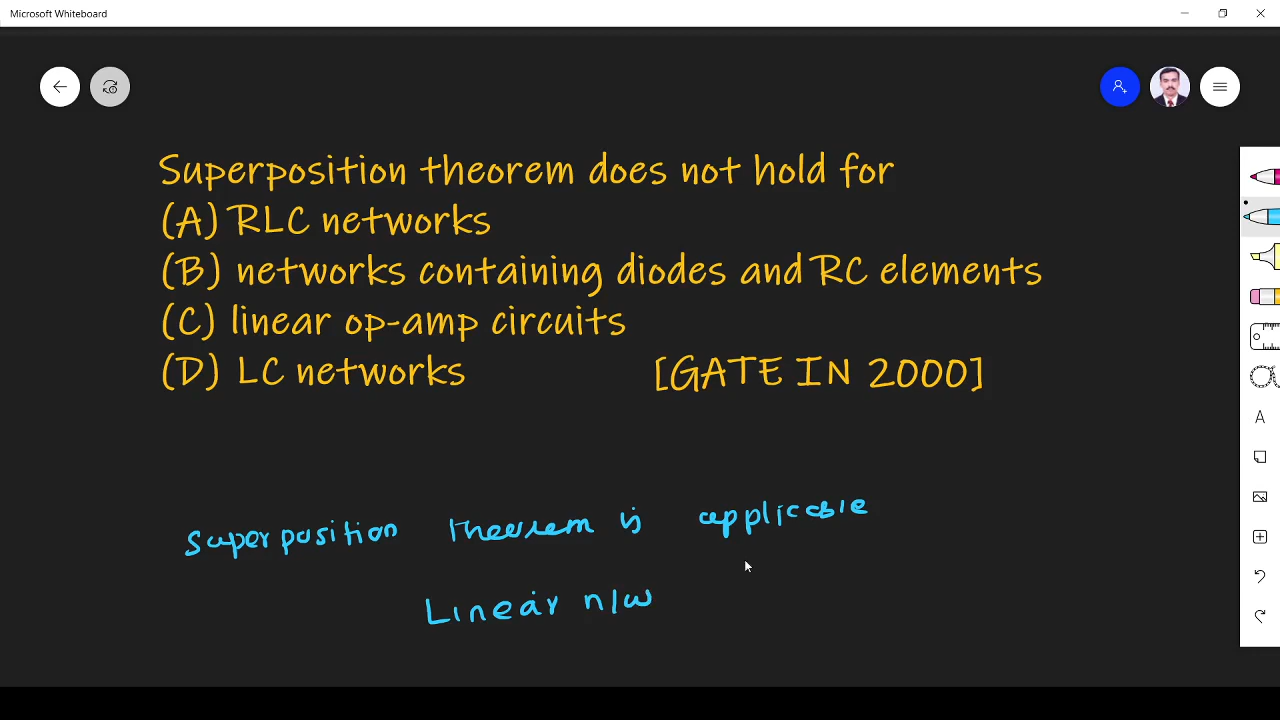 Microsoft Whiteboard
Superposition theorem does not hold for
(A) RLC networks
(B) networks containing diodes and RC elements
(C) linear op-amp circuits
(D) LC networks [GATE IN 2000]
Superposition Theorem is applicable
Linear n/w
A